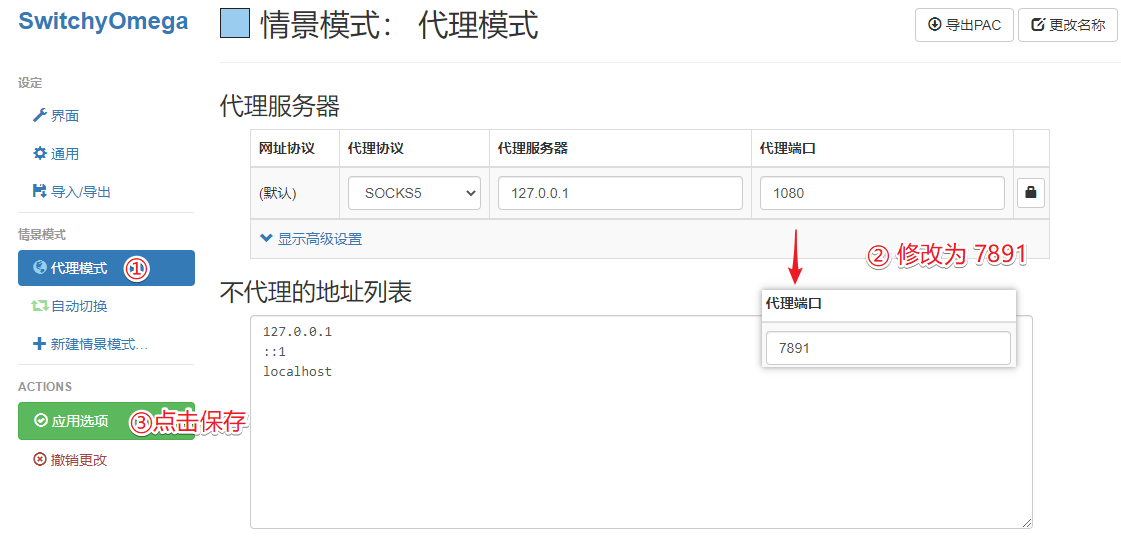 SwitchyOmega
情景模式： 代理模式
导出PAC
更改名称
设定
界面
通用
导入/导出
情景模式
代理模式 ①
自动切换
新建情景模式...
ACTIONS
应用选项
③点击保存
撤销更改
代理服务器
网址协议 代理协议 代理服务器 代理端口
(默认) SOCKS5 127.0.0.1 1080
显示高级设置
② 修改为 7891
不代理的地址列表
代理端口
7891
127.0.0.1
::1
localhost